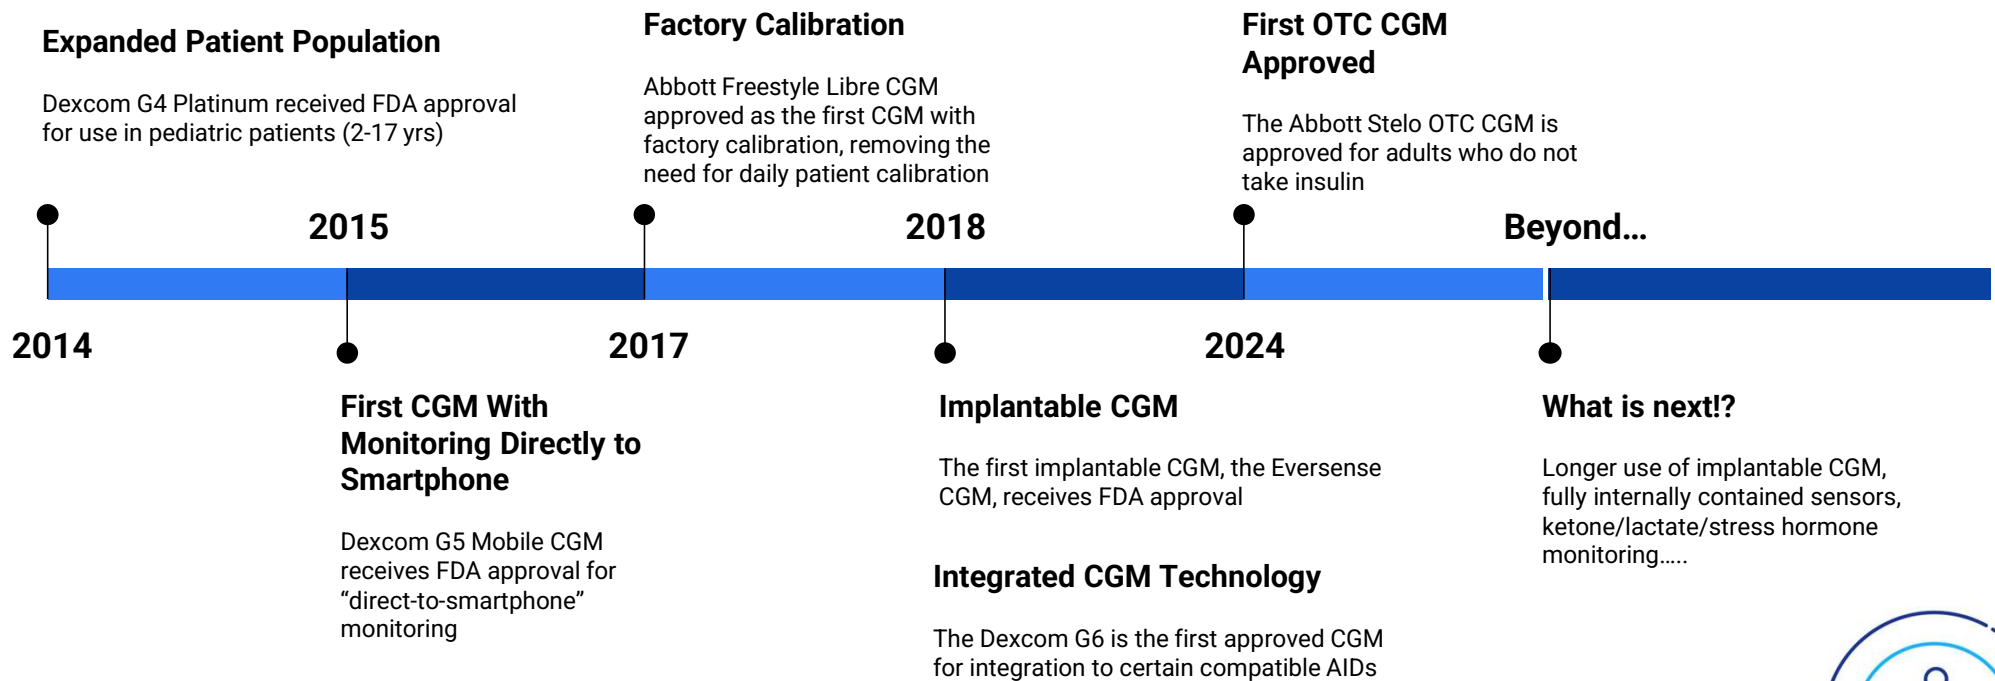 Expanded Patient Population
Dexcom G4 Platinum received FDA approval
for use in pediatric patients (2-17 yrs)
2014
2015
First CGM With
Monitoring Directly to
Smartphone
Dexcom G5 Mobile CGM
receives FDA approval for
“direct-to-smartphone”
monitoring
Factory Calibration
Abbott Freestyle Libre CGM
approved as the first CGM with
factory calibration, removing the
need for daily patient calibration
2017
2018
Implantable CGM
The first implantable CGM, the Eversense
CGM, receives FDA approval
Integrated CGM Technology
The Dexcom G6 is the first approved CGM
for integration to certain compatible AIDs
First OTC CGM
Approved
The Abbott Stelo OTC CGM is
approved for adults who do not
take insulin
2024
Beyond...
What is next!?
Longer use of implantable CGM,
fully internally contained sensors,
ketone/lactate/stress hormone
monitoring.....